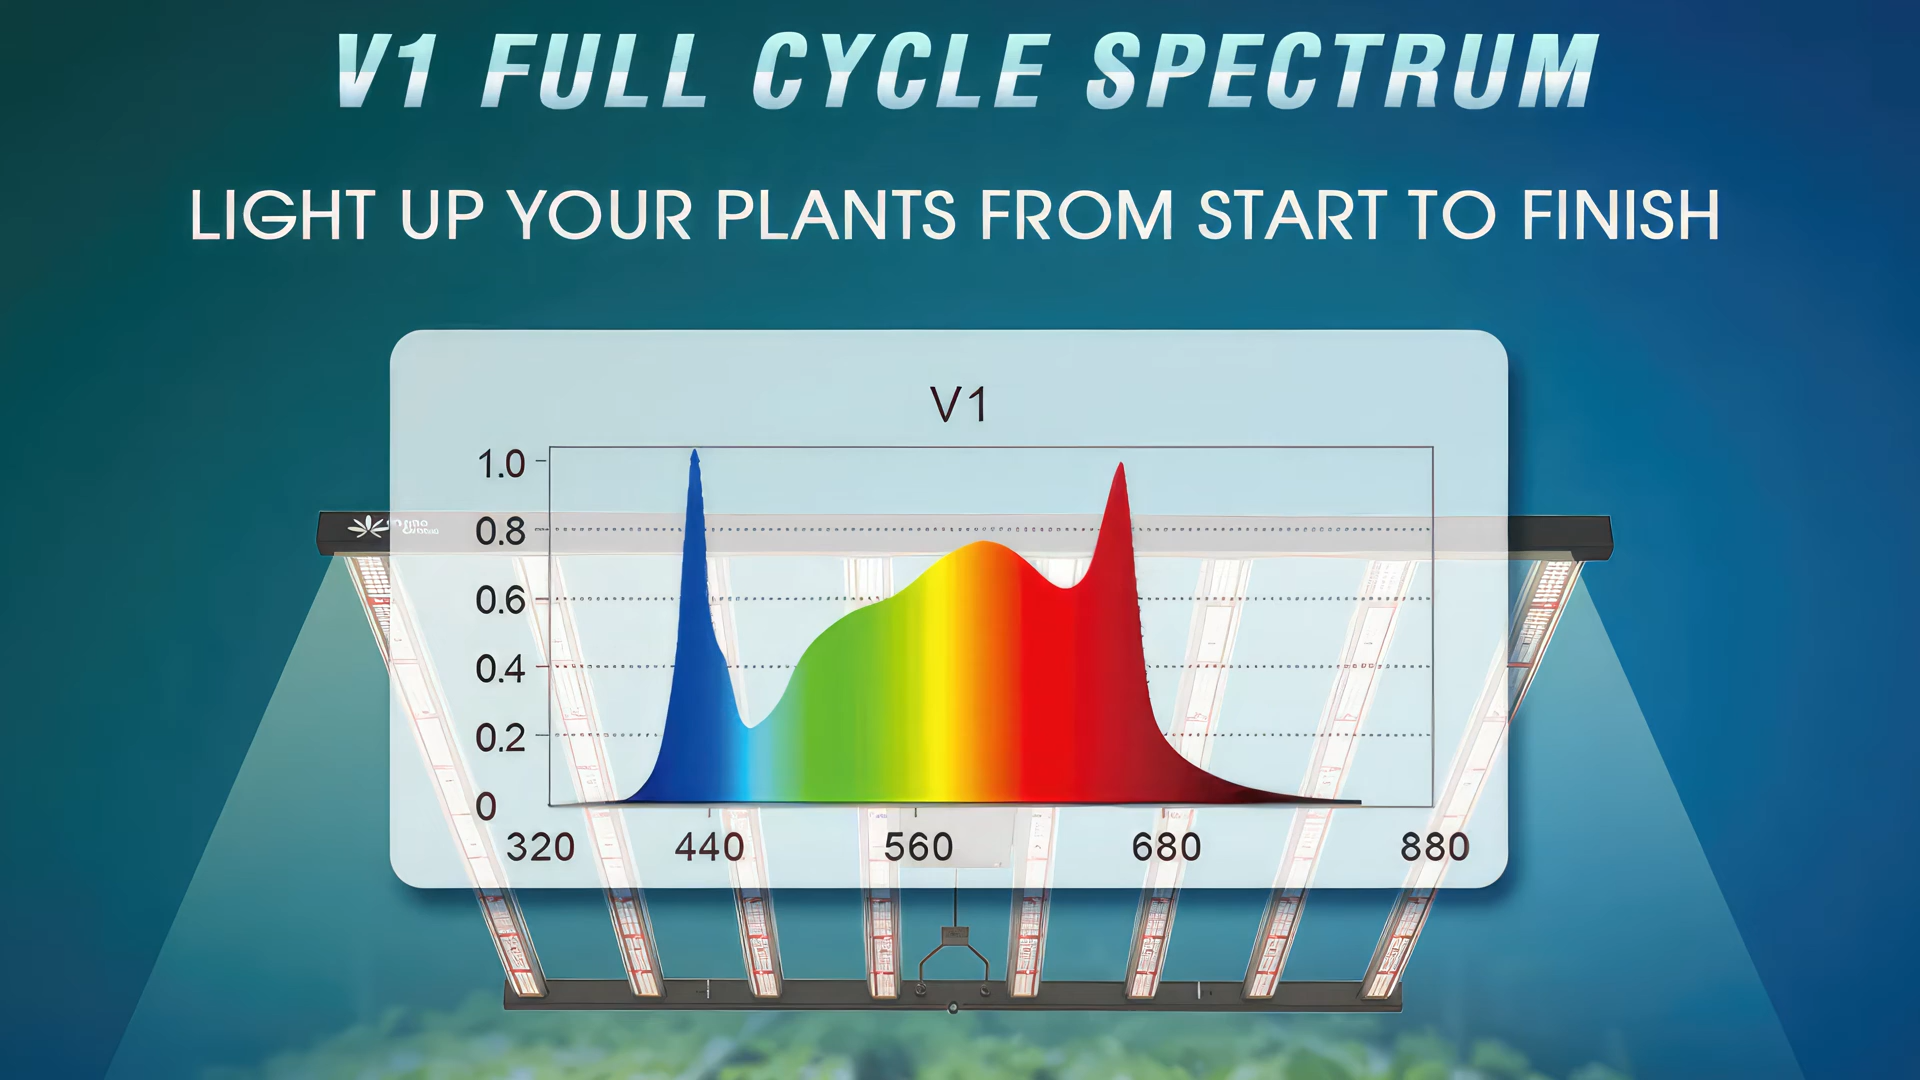 V1 FULL CYCLE SPECTRUM
LIGHT UP YOUR PLANTS FROM START TO FINISH
V1
1.0
0.8
0.6
0.4
0.2
0
320 440 560 680 880